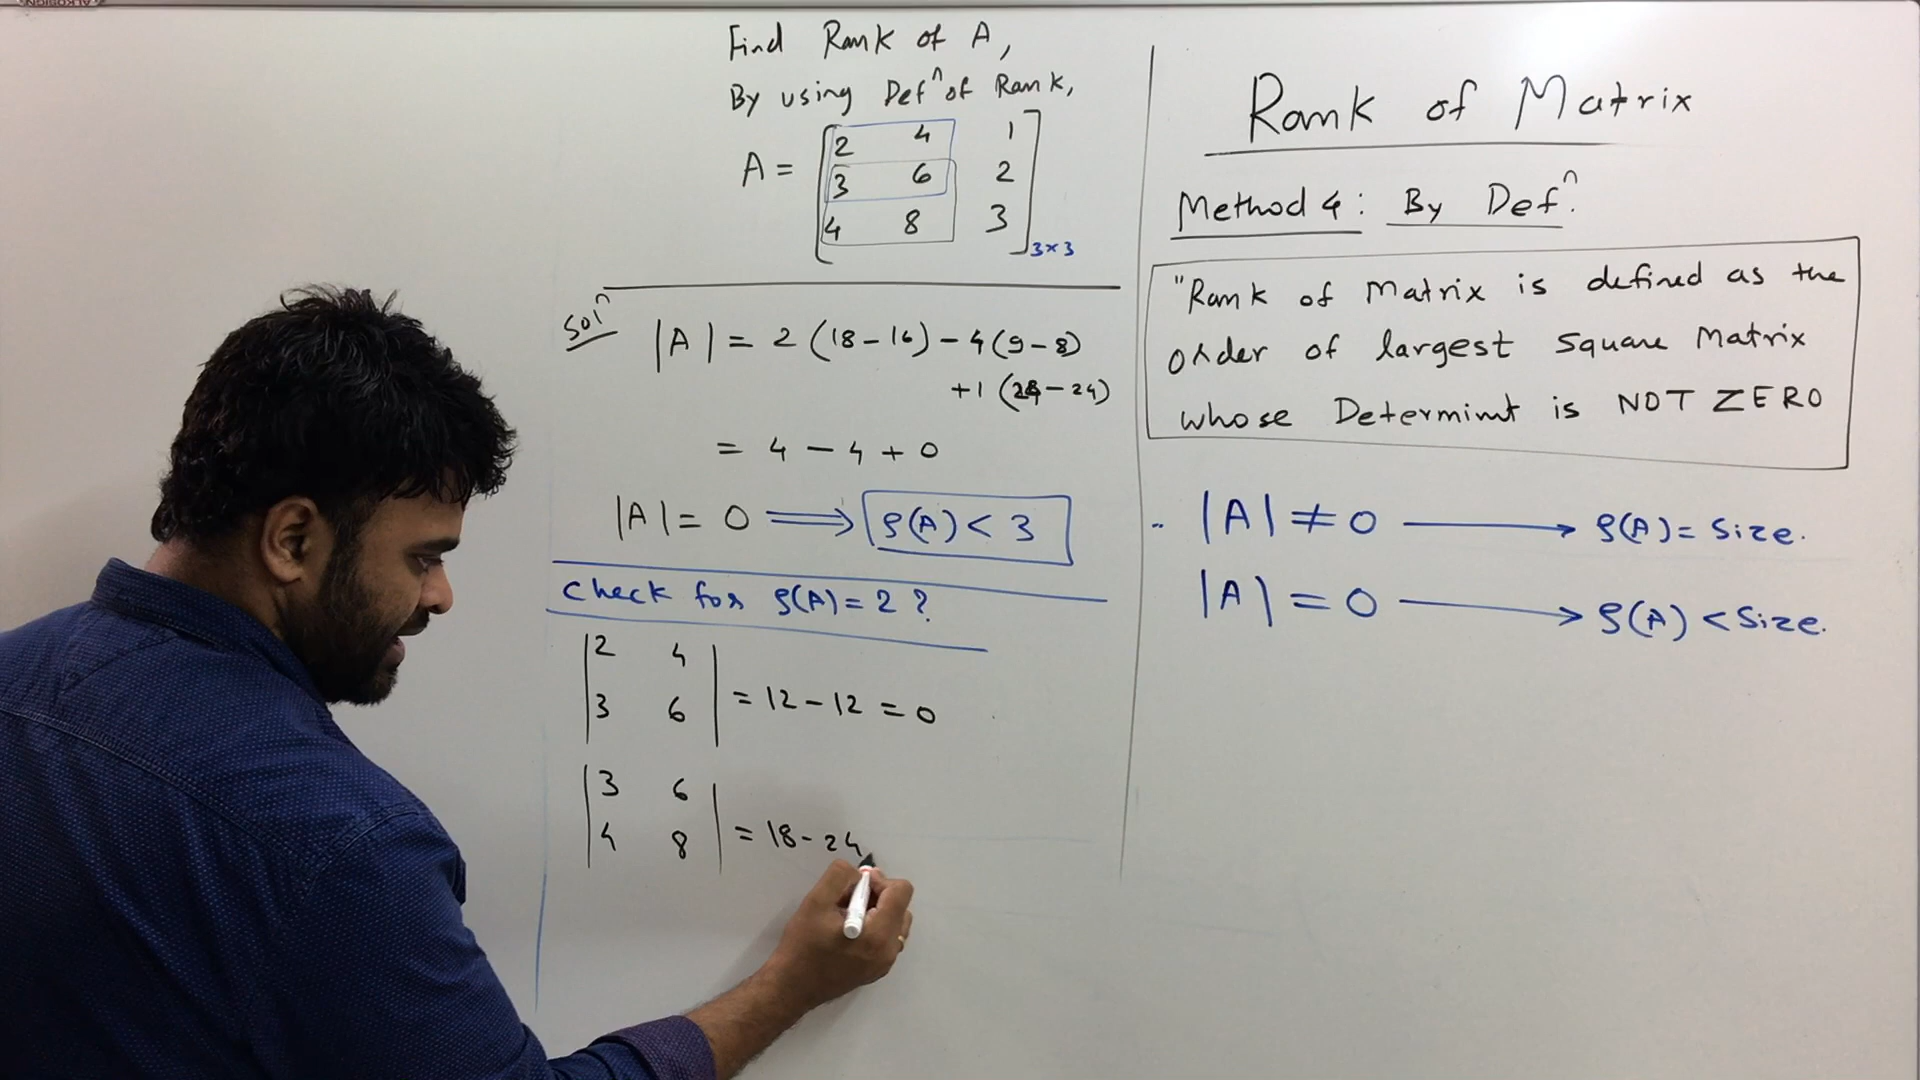 Find Rank of A,
By using Defⁿ of Rank,
A = [2 4 1
3 6 2
4 8 3]3×3
Solⁿ |A| = 2 (18-16) - 4 (9-8)
+1 (24-24)
= 4 - 4 + 0
|A| = 0 ⟹ ρ(A) < 3
Check for ρ(A) = 2 ?
|2 4
3 6| = 12 - 12 = 0
|3 6
4 8| = 18 - 24
Rank of Matrix
Method 4: By Defⁿ.
"Rank of Matrix is defined as the
order of largest Square Matrix
whose Determint is NOT ZERO
|A| ≠ 0 → ρ(A) = Size.
|A| = 0 → ρ(A) < Size.